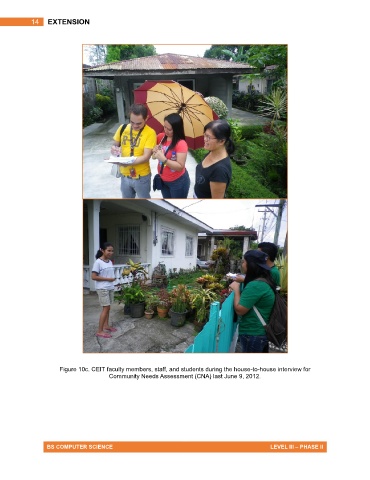 14 EXTENSION
Figure 10c. CEIT faculty members, staff, and students during the house-to-house interview for
Community Needs Assessment (CNA) last June 9, 2012.
BS COMPUTER SCIENCE LEVEL III – PHASE II